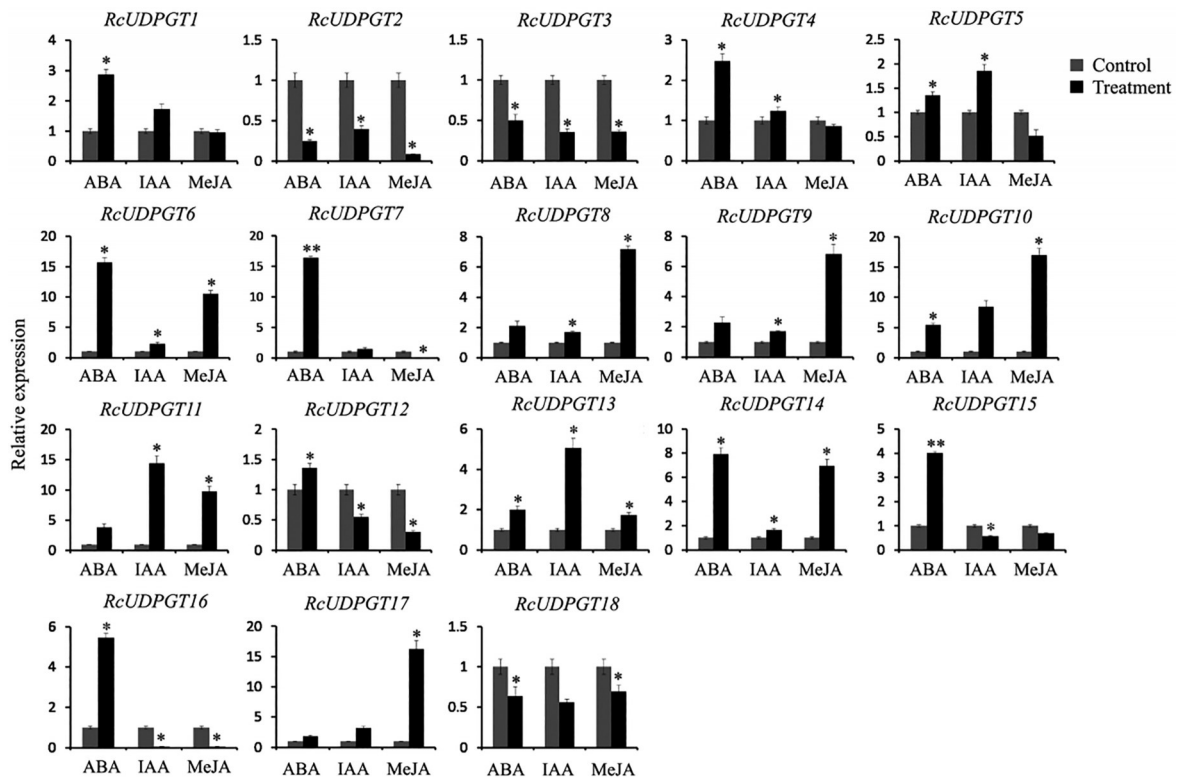 RcUDPGT1 RcUDPGT2 RcUDPGT3 RcUDPGT4 RcUDPGT5
4 1.5 1.5 3 2.5
3 2 2
1 1 1.5
2 1
0.5 0.5 1
1 0.5
0 0 0 0 0
* * * * * * * * * * *
ABA IAA MeJA ABA IAA MeJA ABA IAA MeJA ABA IAA MeJA ABA IAA MeJA
Control
Treatment
RcUDPGT6 RcUDPGT7 RcUDPGT8 RcUDPGT9 RcUDPGT10
20 20 8 8 20
15 15 6 6 15
10 10 4 4 10
5 5 2 2 5
0 0 0 0 0
* * * ** * * * * * * *
ABA IAA MeJA ABA IAA MeJA ABA IAA MeJA ABA IAA MeJA ABA IAA MeJA
Relative expression
RcUDPGT11 RcUDPGT12 RcUDPGT13 RcUDPGT14 RcUDPGT15
20 2 6 10 5
15 1.5 8 4
4 6 3
10 1 4 2
5 0.5 2 2 1
0 0 0 0 0
* * * * * * * * * * * ** *
ABA IAA MeJA ABA IAA MeJA ABA IAA MeJA ABA IAA MeJA ABA IAA MeJA
RcUDPGT16 RcUDPGT17 RcUDPGT18
6 20 1.5
4 15 1
10
2 5 0.5
0 0 0
* * * * * *
ABA IAA MeJA ABA IAA MeJA ABA IAA MeJA